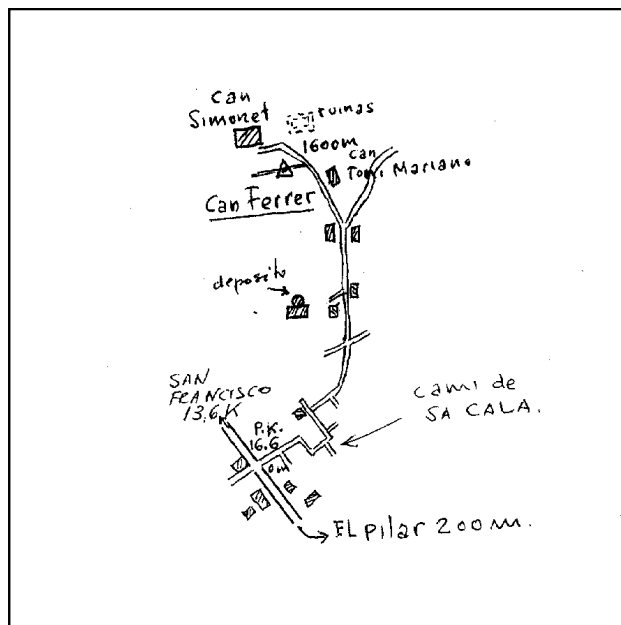 can
Simonet
ruinas
1600m
can
Toni Mariano
Can Ferrer
deposito
SAN
FRANCISCO
13,6 K
P.K.
16.6
0m
cami de
SA CALA.
EL pilar 200 m.